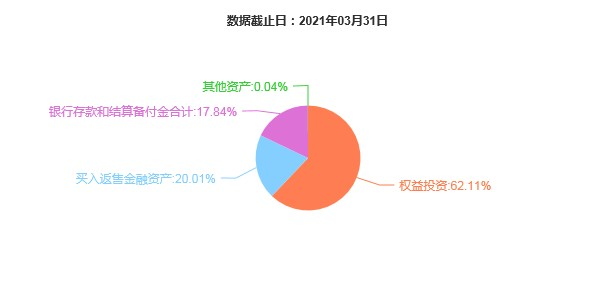 数据截止日：2021年03月31日
其他资产:0.04%
银行存款和结算备付金合计:17.84%
买入返售金融资产:20.01%
权益投资:62.11%